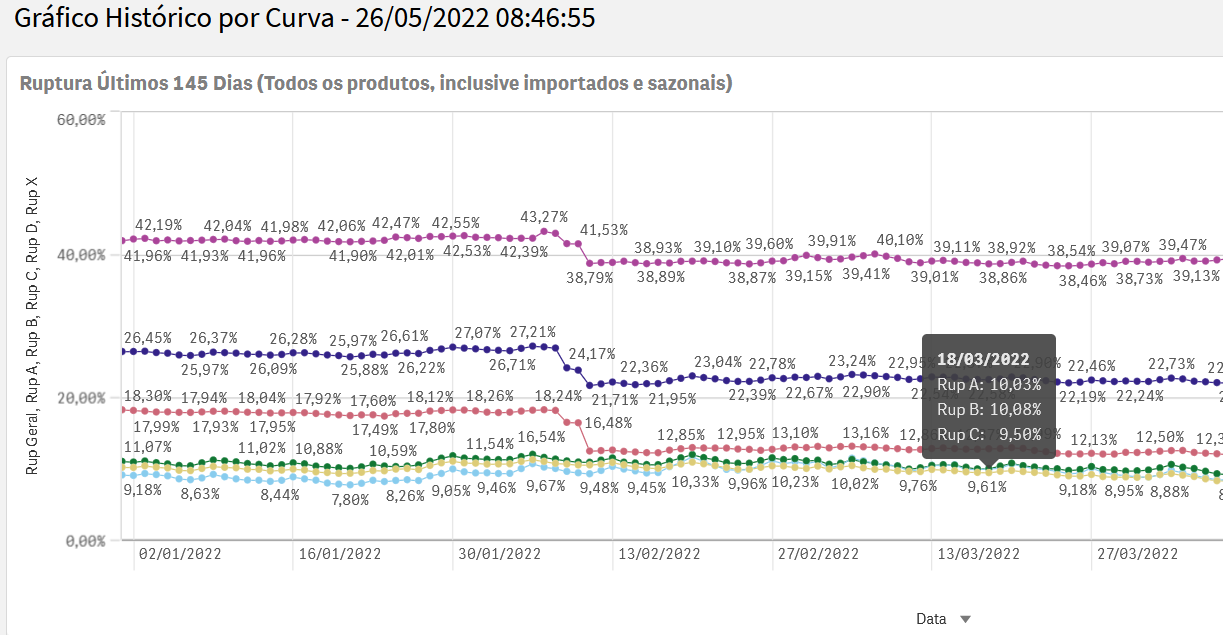 Gráfico Histórico por Curva - 26/05/2022 08:46:55
Ruptura Últimos 145 Dias (Todos os produtos, inclusive importados e sazonais)
Rup Geral, Rup A, Rup B, Rup C, Rup D, Rup X
60,00%
42,19% 42,04% 41,98% 42,06% 42,47% 42,55% 43,27% 41,53% 38,93% 39,10% 39,60% 39,91% 40,10% 39,11% 38,92% 38,54% 39,07% 39,47%
40,00%
41,96% 41,93% 41,96% 41,90% 42,01% 42,53% 42,39% 38,79% 38,89% 38,87% 39,15% 39,41% 39,01% 38,86% 38,46% 38,73% 39,13%
26,45% 26,37% 26,28% 25,97% 26,61% 27,07% 27,21% 24,17% 22,36% 23,04% 22,78% 23,24% 22,95% 22,46% 22,73%
25,97% 26,09% 25,88% 26,22% 26,71% 21,71% 21,95% 22,39% 22,67% 22,90% 22,19% 22,24%
20,00%
18,30% 17,94% 18,04% 17,92% 17,60% 18,12% 18,26% 18,24% 16,48% 12,85% 12,95% 13,10% 13,16% 12,13% 12,50%
17,99% 17,93% 17,95% 17,49% 17,80%
11,07% 11,02% 10,88% 10,59% 11,54% 16,54%
9,18% 8,63% 8,44% 7,80% 8,26% 9,05% 9,46% 9,67% 9,48% 9,45% 10,33% 9,96% 10,23% 10,02% 9,76% 9,61% 9,18% 8,95% 8,88%
18/03/2022
Rup A: 10,03%
Rup B: 10,08%
Rup C: 9,50%
0,00%
02/01/2022 16/01/2022 30/01/2022 13/02/2022 27/02/2022 13/03/2022 27/03/2022
Data